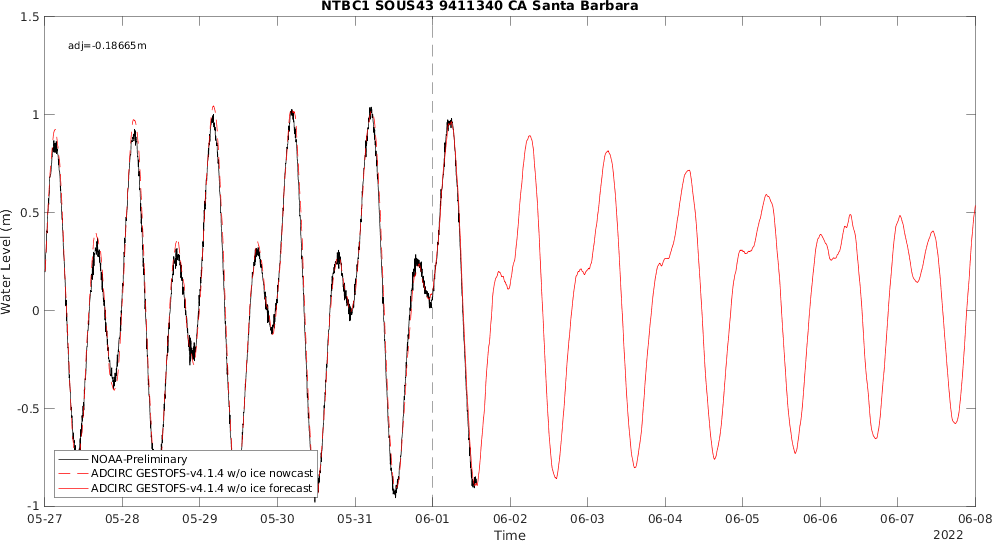 NTBC1 SOUS43 9411340 CA Santa Barbara
1.5
adj=-0.18665m
1
0.5
Water Level (m)
0
-0.5
NOAA-Preliminary
ADCIRC GESTOFS-v4.1.4 w/o ice nowcast
ADCIRC GESTOFS-v4.1.4 w/o ice forecast
-1
05-27 05-28 05-29 05-30 05-31 06-01 06-02 06-03 06-04 06-05 06-06 06-07 06-08
Time
2022